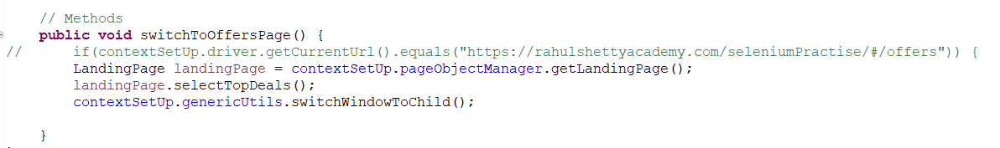 // Methods
public void switchToOffersPage() {
//      if(contextSetUp.driver.getCurrentUrl().equals("https://rahulshettyacademy.com/seleniumPractise/#/offers")) {
LandingPage landingPage = contextSetUp.pageObjectManager.getLandingPage();
landingPage.selectTopDeals();
contextSetUp.genericUtils.switchWindowToChild();
}